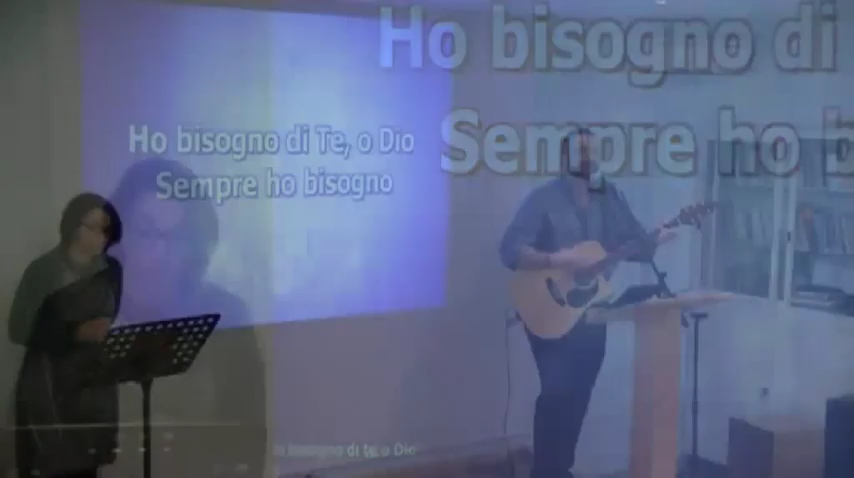 Ho bisogno di
Sempre ho b
Ho bisogno di Te, o Dio
Sempre ho bisogno
bisogno di te, o Dio